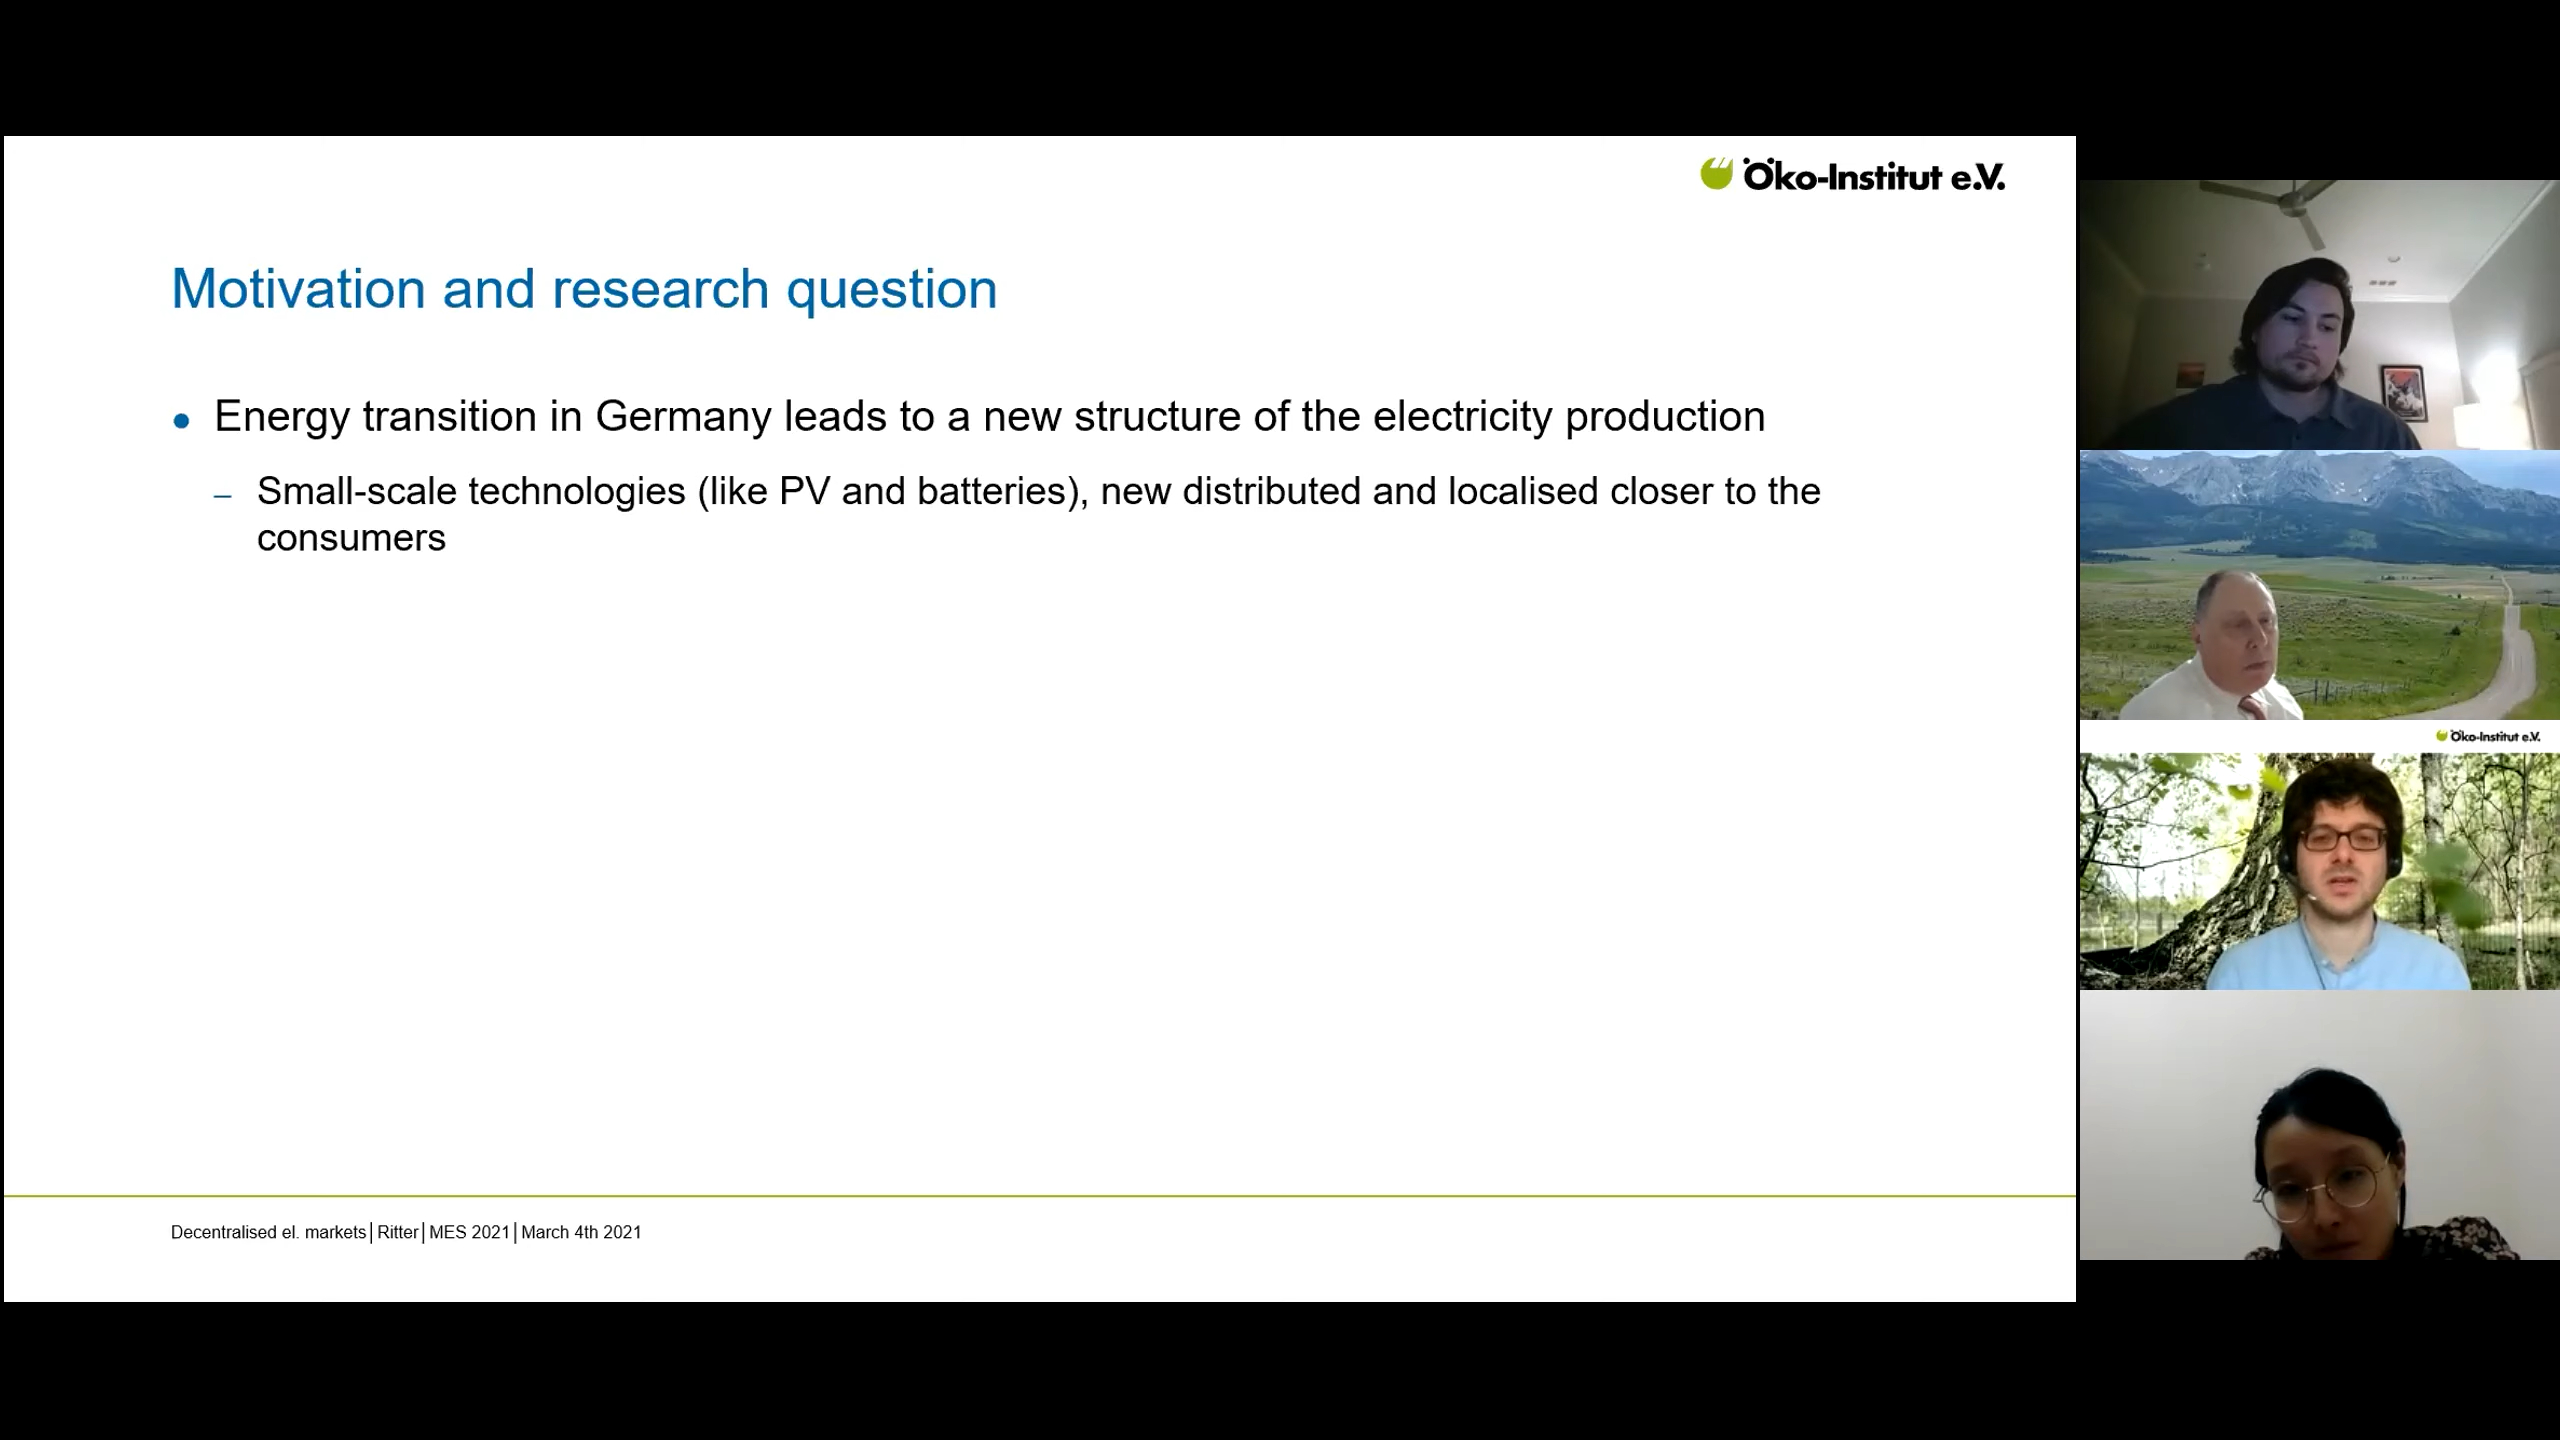 Öko-Institut e.V.
Motivation and research question
● Energy transition in Germany leads to a new structure of the electricity production
– Small-scale technologies (like PV and batteries), new distributed and localised closer to the
consumers
Decentralised el. markets│Ritter│MES 2021│March 4th 2021
Öko-Institut e.V.